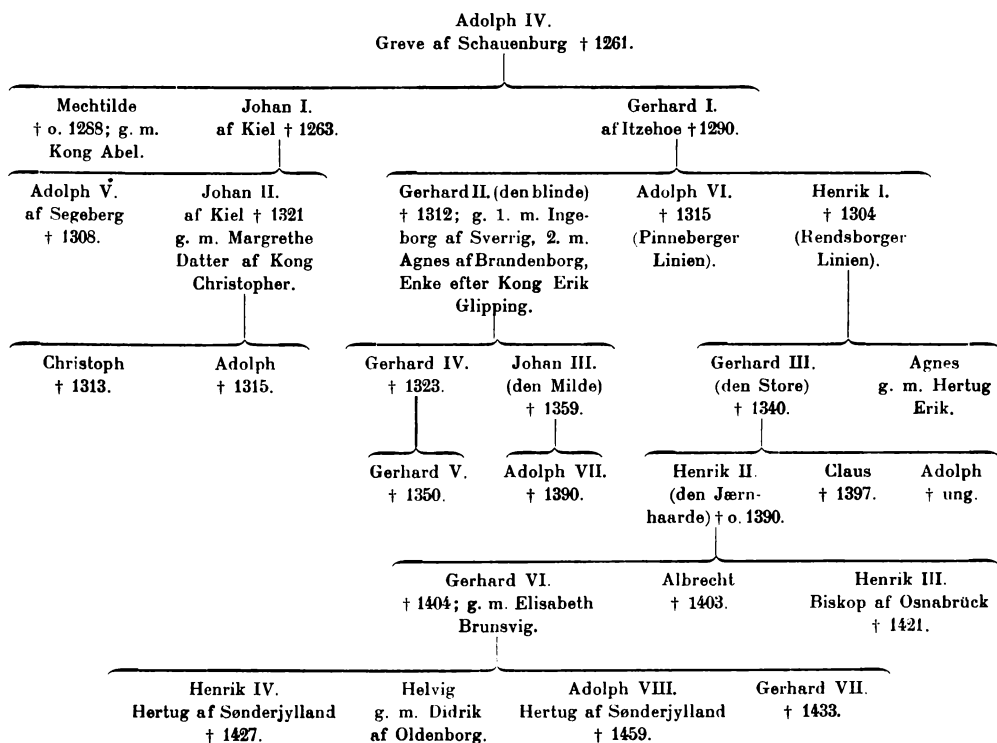 Adolph IV.
Greve af Schauenburg † 1261.
Mechtilde
† o. 1288; g. m.
Kong Abel.
Johan I.
af Kiel † 1263.
Gerhard I.
af Itzehoe † 1290.
Adolph V.
af Segeberg
† 1308.
Johan II.
af Kiel † 1321
g. m. Margrethe
Datter af Kong
Christopher.
Gerhard II. (den blinde)
† 1312; g. 1. m. Inge-
borg af Sverrig, 2. m.
Agnes af Brandenborg,
Enke efter Kong Erik
Glipping.
Adolph VI.
† 1315
(Pinneberger
Linien).
Henrik I.
† 1304
(Rendsborger
Linien).
Christoph
† 1313.
Adolph
† 1315.
Gerhard IV.
† 1323.
Johan III.
(den Milde)
† 1359.
Gerhard III.
(den Store)
† 1340.
Agnes
g. m. Hertug
Erik.
Gerhard V.
† 1350.
Adolph VII.
† 1390.
Henrik II.
(den Jærn-
haarde) † o. 1390.
Claus
† 1397.
Adolph
† ung.
Gerhard VI.
† 1404; g. m. Elisabeth
Brunsvig.
Albrecht
† 1403.
Henrik III.
Biskop af Osnabrück
† 1421.
Henrik IV.
Hertug af Sønderjylland
† 1427.
Helvig
g. m. Didrik
af Oldenborg.
Adolph VIII.
Hertug af Sønderjylland
† 1459.
Gerhard VII.
† 1433.